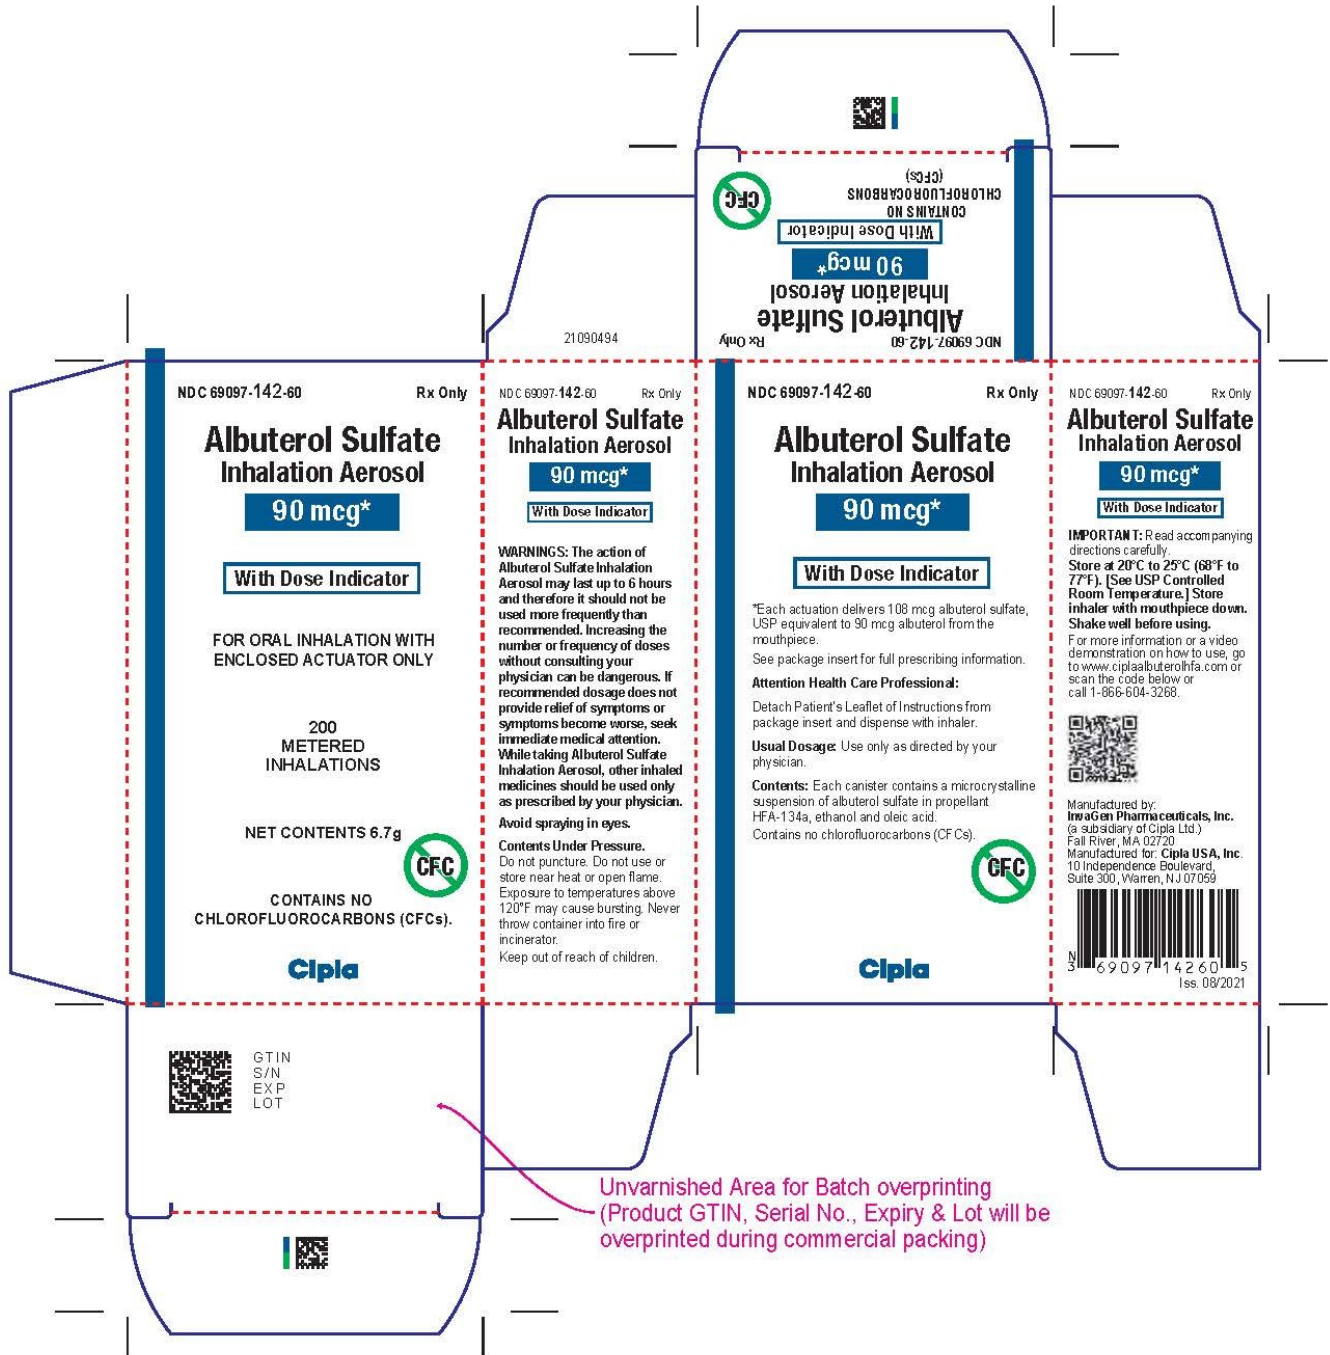 CONTAINS NO
CHLOROFLUOROCARBONS
(CFCs)
CFC
With Dose Indicator
90 mcg*
Inhalation Aerosol
Albuterol Sulfate
NDC 69097-142-60 Rx Only
21090494
NDC 69097-142-60 Rx Only
Albuterol Sulfate
Inhalation Aerosol
90 mcg*
With Dose Indicator
FOR ORAL INHALATION WITH
ENCLOSED ACTUATOR ONLY
200
METERED
INHALATIONS
NET CONTENTS 6.7g
CFC
CONTAINS NO
CHLOROFLUOROCARBONS (CFCs).
Cipla
NDC 69097-142-60 Rx Only
Albuterol Sulfate
Inhalation Aerosol
90 mcg*
With Dose Indicator
WARNINGS: The action of
Albuterol Sulfate Inhalation
Aerosol may last up to 6 hours
and therefore it should not be
used more frequently than
recommended. Increasing the
number or frequency of doses
without consulting your
physician can be dangerous. If
recommended dosage does not
provide relief of symptoms or
symptoms become worse, seek
immediate medical attention.
While taking Albuterol Sulfate
Inhalation Aerosol, other inhaled
medicines should be used only
as prescribed by your physician.
Avoid spraying in eyes.
Contents Under Pressure.
Do not puncture. Do not use or
store near heat or open flame.
Exposure to temperatures above
120°F may cause bursting. Never
throw container into fire or
incinerator.
Keep out of reach of children.
NDC 69097-142-60 Rx Only
Albuterol Sulfate
Inhalation Aerosol
90 mcg*
With Dose Indicator
*Each actuation delivers 108 mcg albuterol sulfate,
USP equivalent to 90 mcg albuterol from the
mouthpiece.
See package insert for full prescribing information.
Attention Health Care Professional:
Detach Patient's Leaflet of Instructions from
package insert and dispense with inhaler.
Usual Dosage: Use only as directed by your
physician.
Contents: Each canister contains a microcrystalline
suspension of albuterol sulfate in propellant
HFA-134a, ethanol and oleic acid.
Contains no chlorofluorocarbons (CFCs).
CFC
Cipla
NDC 69097-142-60 Rx Only
Albuterol Sulfate
Inhalation Aerosol
90 mcg*
With Dose Indicator
IMPORTANT: Read accompanying
directions carefully.
Store at 20°C to 25°C (68°F to
77°F). [See USP Controlled
Room Temperature.] Store
inhaler with mouthpiece down.
Shake well before using.
For more information or a video
demonstration on how to use, go
to www.ciplaalbuterolhfa.com or
scan the code below or
call 1-866-604-3268.
Manufactured by:
InvaGen Pharmaceuticals, Inc.
(a subsidiary of Cipla Ltd.)
Fall River, MA 02720
Manufactured for: Cipla USA, Inc.
10 Independence Boulevard,
Suite 300, Warren, NJ 07059
N
3 69097 14260 5
Iss. 08/2021
GTIN
S/N
EXP
LOT
Unvarnished Area for Batch overprinting
(Product GTIN, Serial No., Expiry & Lot will be
overprinted during commercial packing)